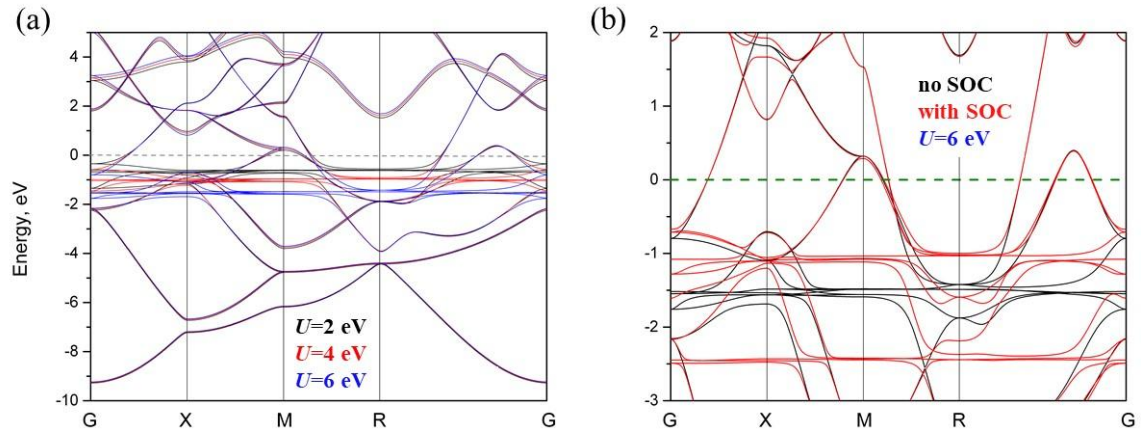 (a)
Energy, eV
4
2
0
-2
-4
-6
-8
-10
U=2 eV
U=4 eV
U=6 eV
G X M R G
(b)
2
1
0
-1
-2
-3
no SOC
with SOC
U=6 eV
G X M R G